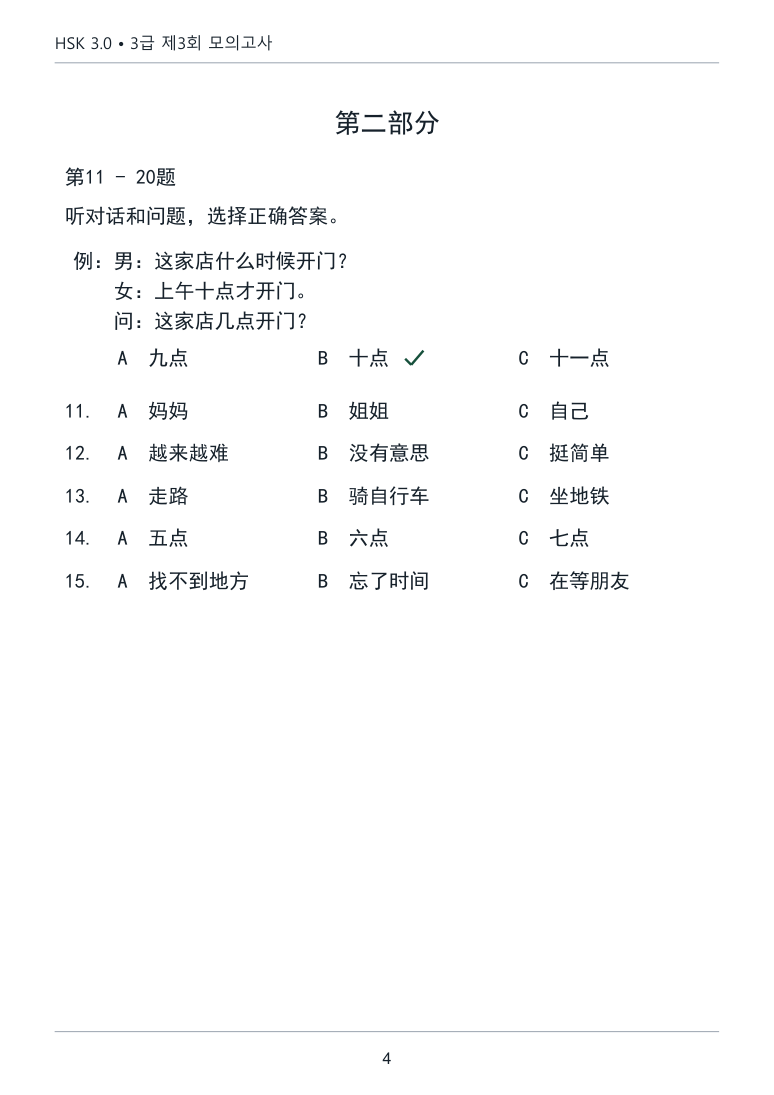 HSK 3.0 • 3급 제3회 모의고사
第二部分
第11 － 20题
听对话和问题，选择正确答案。
例：男：这家店什么时候开门？
女：上午十点才开门。
问：这家店几点开门？
A 九点 B 十点 ✓ C 十一点
11. A 妈妈 B 姐姐 C 自己
12. A 越来越难 B 没有意思 C 挺简单
13. A 走路 B 骑自行车 C 坐地铁
14. A 五点 B 六点 C 七点
15. A 找不到地方 B 忘了时间 C 在等朋友
4